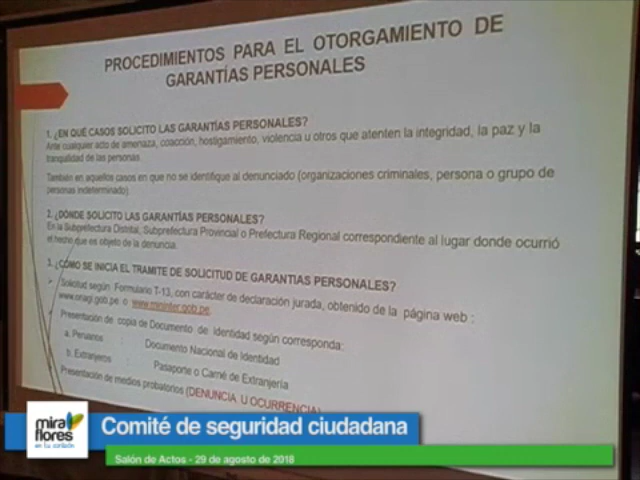 PROCEDIMIENTOS PARA EL OTORGAMIENTO DE
GARANTÍAS PERSONALES
1. ¿EN QUÉ CASOS SOLICITO LAS GARANTÍAS PERSONALES?
Ante cualquier acto de amenaza, coacción, hostigamiento, violencia u otros que atenten la integridad, la paz y la
tranquilidad de las personas.
También en aquellos casos en que no se identifique al denunciado (organizaciones criminales, persona o grupo de
personas indeterminado).
2. ¿DÓNDE SOLICITO LAS GARANTÍAS PERSONALES?
En la Subprefectura Distrital, Subprefectura Provincial o Prefectura Regional correspondiente al lugar donde ocurrió
el hecho que es objeto de la denuncia.
3. ¿CÓMO SE INICIA EL TRAMITE DE SOLICITUD DE GARANTIAS PERSONALES?
Solicitud según Formulario T-13, con carácter de declaración jurada, obtenido de la página web :
www.onagi.gob.pe o www.mininter.gob.pe
Presentación de copia de Documento de identidad según corresponda:
a. Peruanos : Documento Nacional de Identidad
b. Extranjeros : Pasaporte o Carné de Extranjería
Presentación de medios probatorios (DENUNCIA U OCURRENCIA)
mira
flores
en tu corazón
Comité de seguridad ciudadana
Salón de Actos - 29 de agosto de 2018